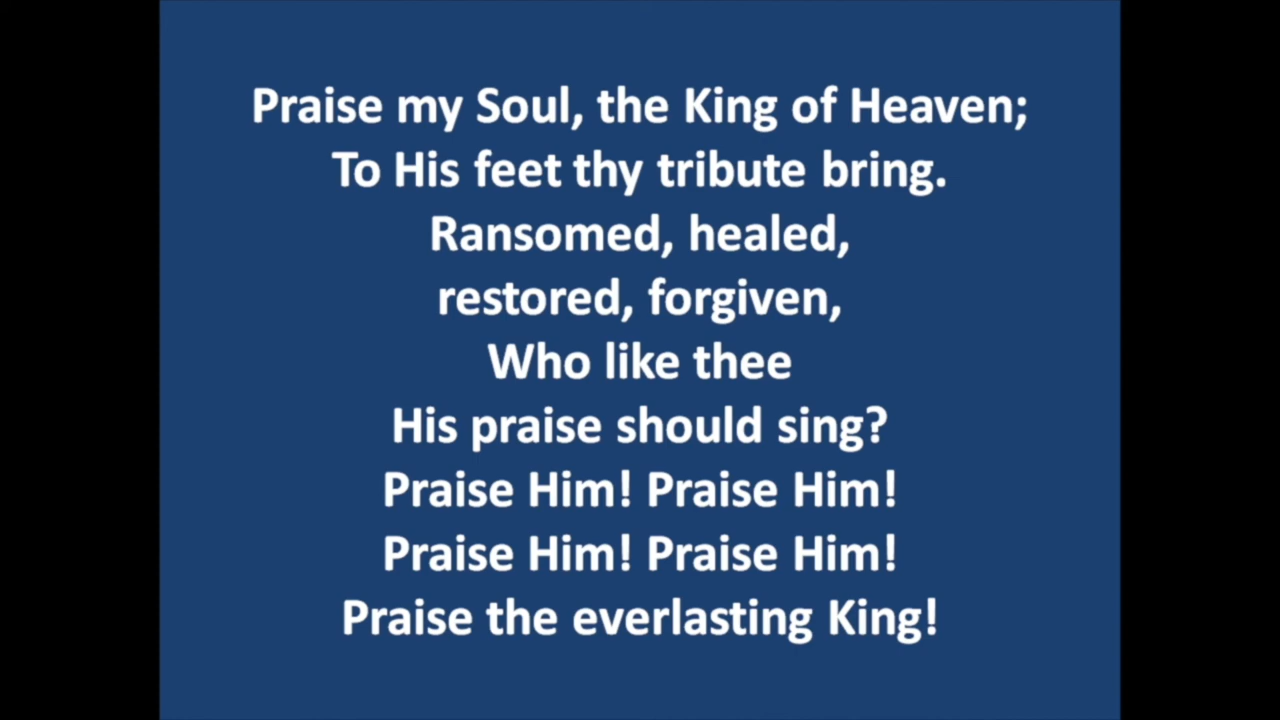 Praise my Soul, the King of Heaven;
To His feet thy tribute bring.
Ransomed, healed,
restored, forgiven,
Who like thee
His praise should sing?
Praise Him! Praise Him!
Praise Him! Praise Him!
Praise the everlasting King!